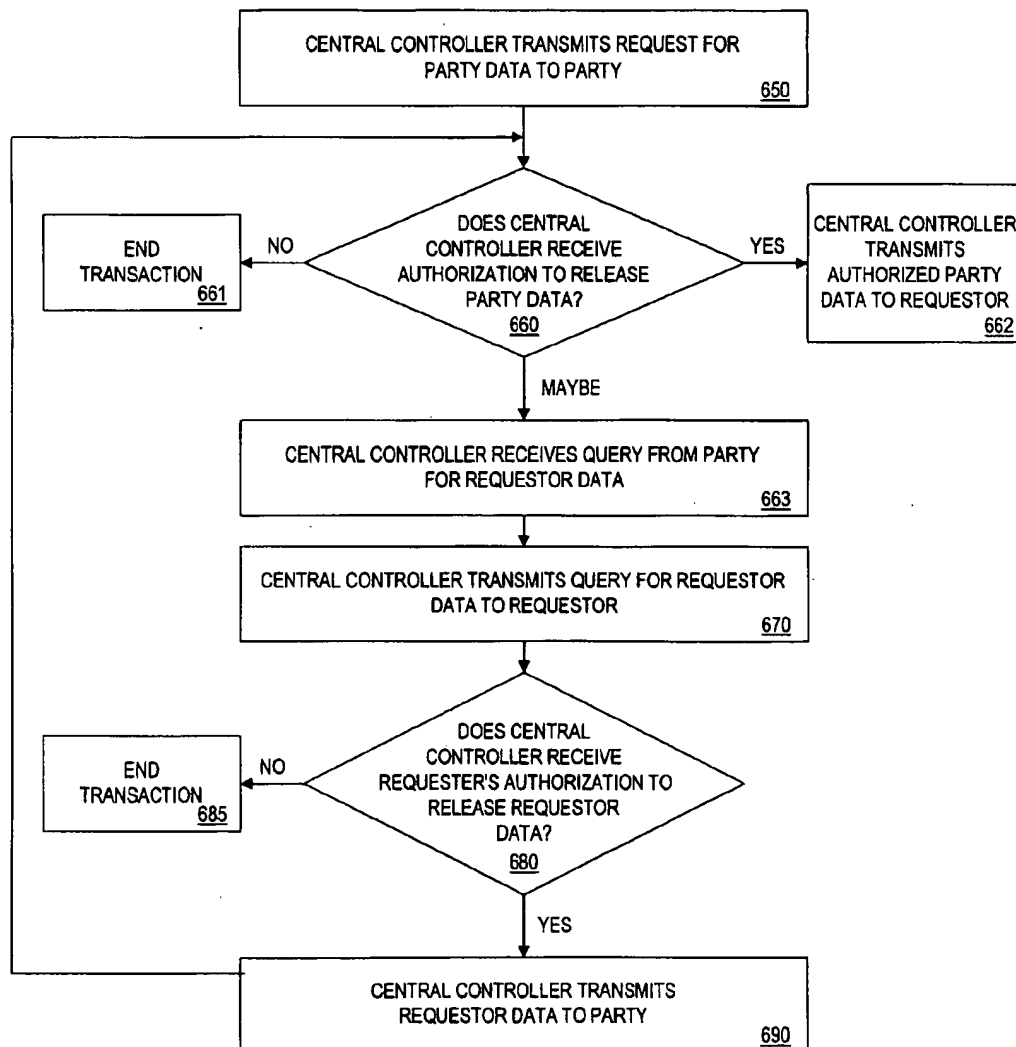 CENTRAL CONTROLLER TRANSMITS REQUEST FOR
PARTY DATA TO PARTY
650
DOES CENTRAL
CONTROLLER RECEIVE
AUTHORIZATION TO RELEASE
PARTY DATA?
660
NO
END
TRANSACTION
661
YES
CENTRAL CONTROLLER
TRANSMITS
AUTHORIZED PARTY
DATA TO REQUESTOR
662
MAYBE
CENTRAL CONTROLLER RECEIVES QUERY FROM PARTY
FOR REQUESTOR DATA
663
CENTRAL CONTROLLER TRANSMITS QUERY FOR REQUESTOR
DATA TO REQUESTOR
670
DOES CENTRAL
CONTROLLER RECEIVE
REQUESTER'S AUTHORIZATION TO
RELEASE REQUESTOR
DATA?
680
NO
END
TRANSACTION
685
YES
CENTRAL CONTROLLER TRANSMITS
REQUESTOR DATA TO PARTY
690